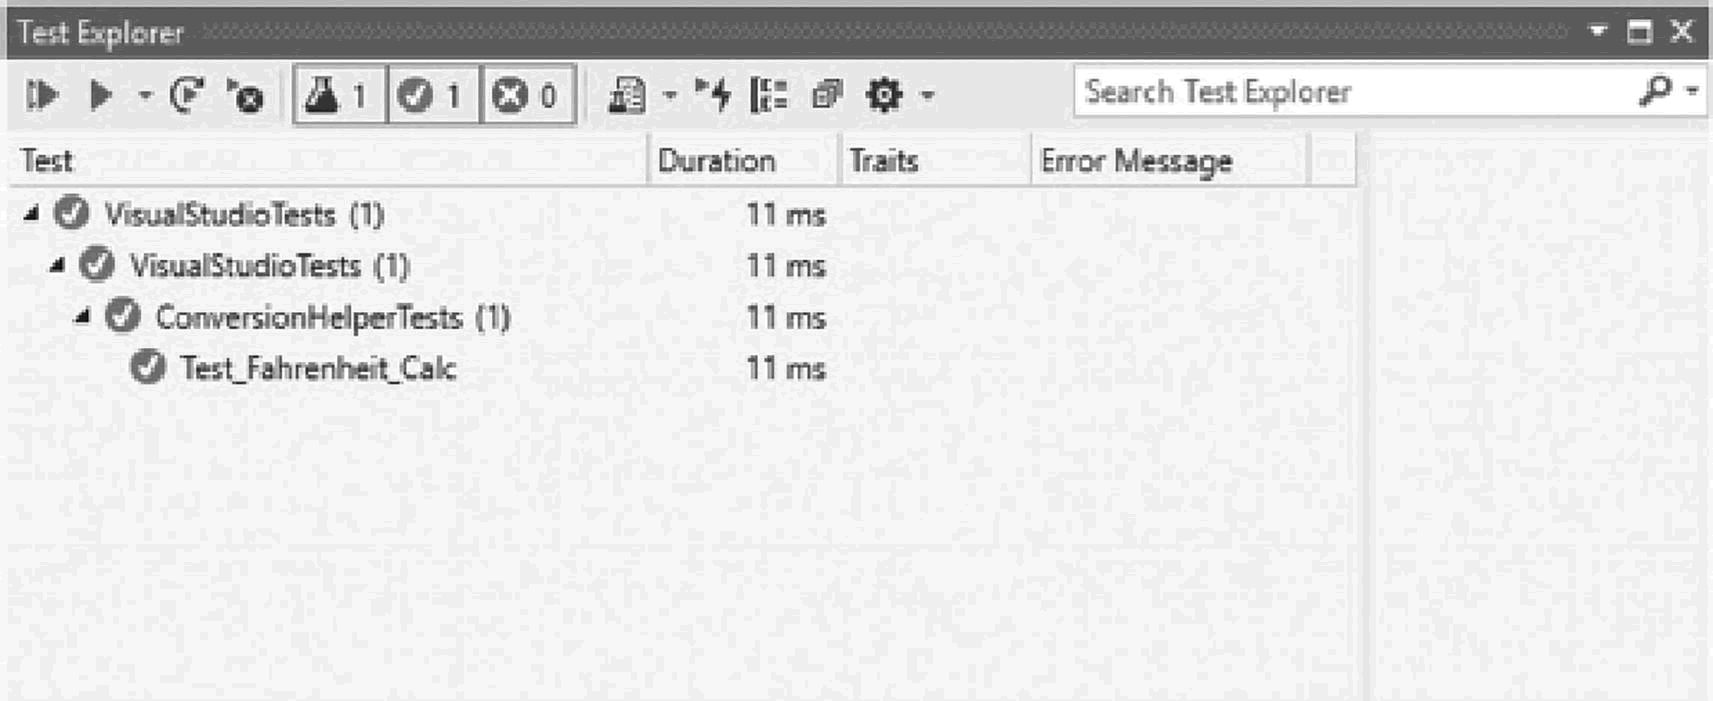 Test Explorer
1 1 0 Search Test Explorer
Test Duration Traits Error Message
VisualStudioTests (1) 11 ms
VisualStudioTests (1) 11 ms
ConversionHelperTests (1) 11 ms
Test_Fahrenheit_Calc 11 ms